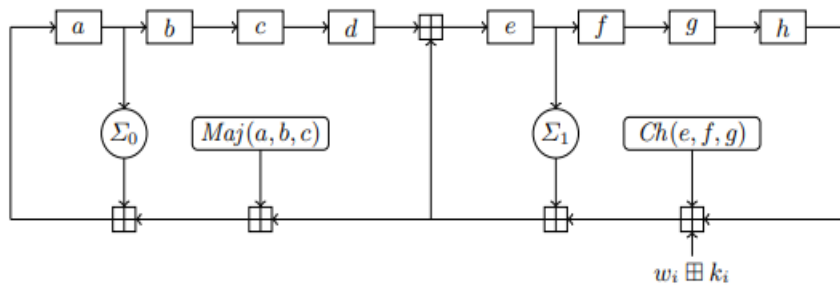 a b c d ⊞ e f g h
Σ₀ Maj(a, b, c) Σ₁ Ch(e, f, g)
⊞ ⊞ ⊞ ⊞
wᵢ ⊞ kᵢ